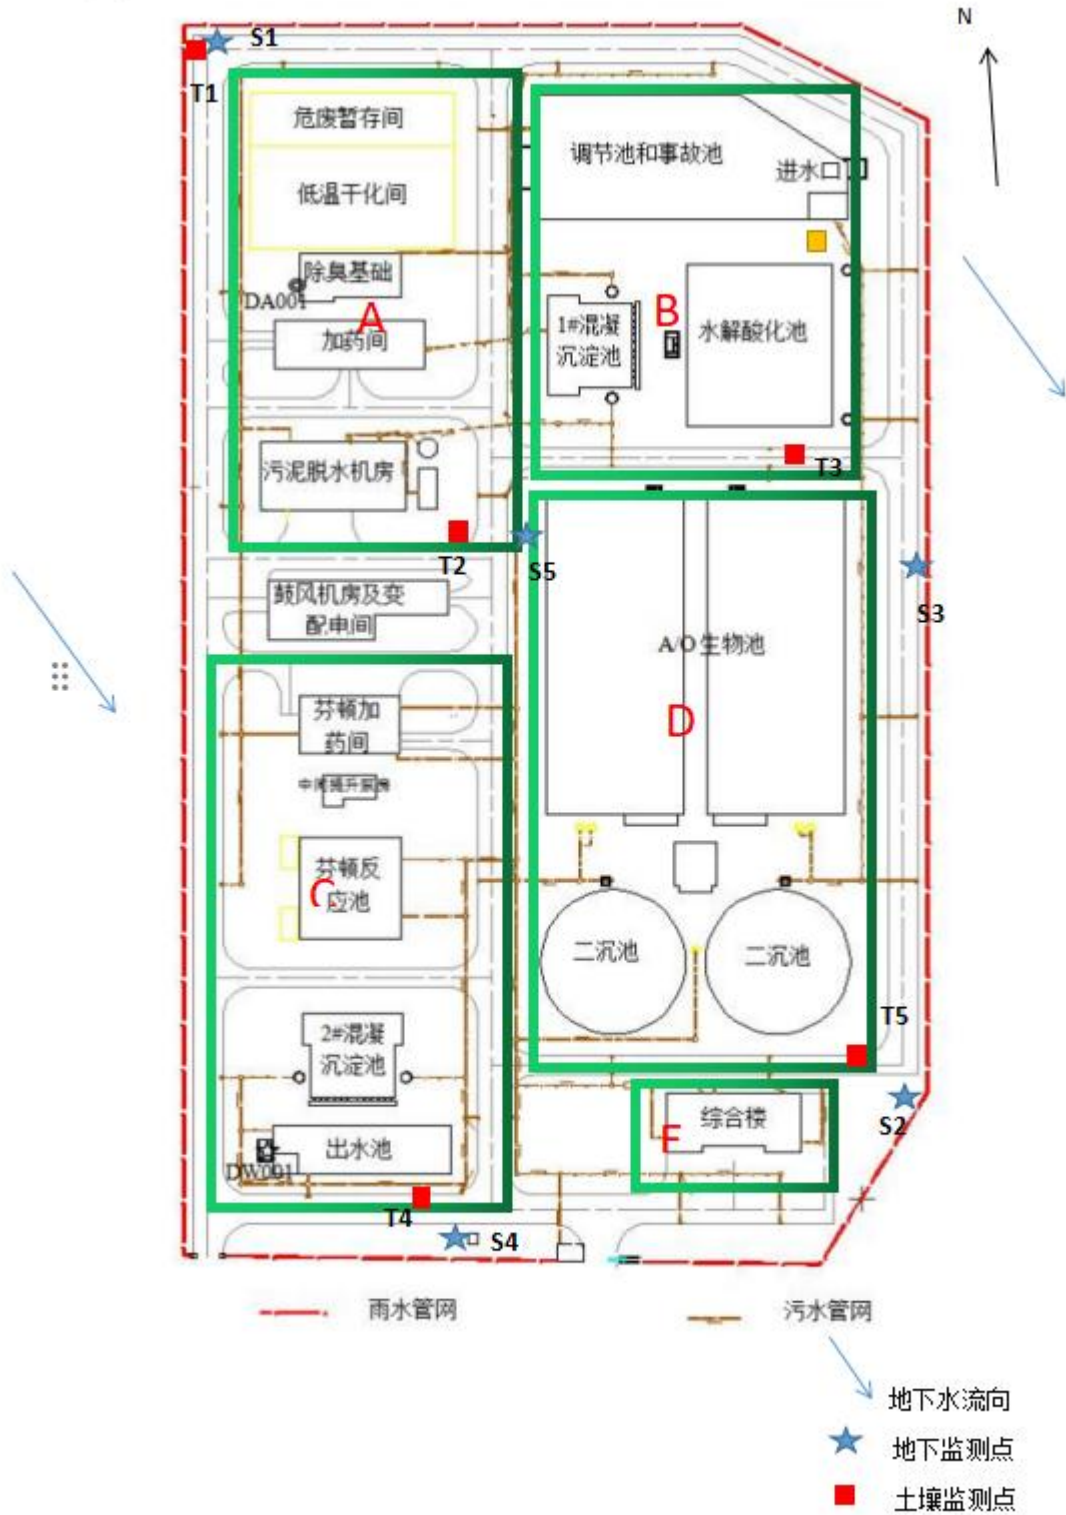 N
S1
T1
危废暂存间
低温干化间
除臭基础
DA001
A
加药间
污泥脱水机房
T2
调节池和事故池
进水口
B
1#混凝
沉淀池
水解酸化池
T3
S5
S3
鼓风机房及变
配电间
A/O 生物池
D
芬顿加
药间
中间提升泵房
芬顿反
应池
C
二沉池
二沉池
T5
2#混凝
沉淀池
出水池
DW001
T4
S4
综合楼
S2
雨水管网
污水管网
地下水流向
地下监测点
土壤监测点